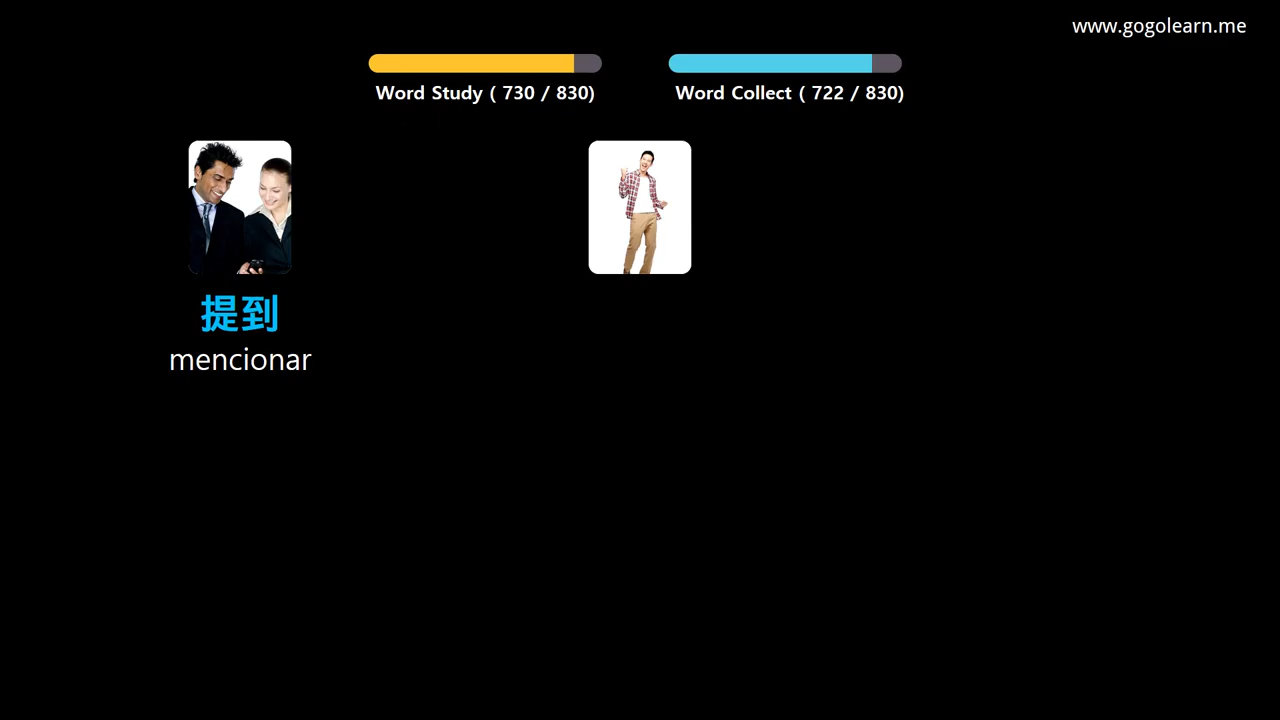 www.gogolearn.me
Word Study ( 730 / 830)
Word Collect ( 722 / 830)
提到
mencionar